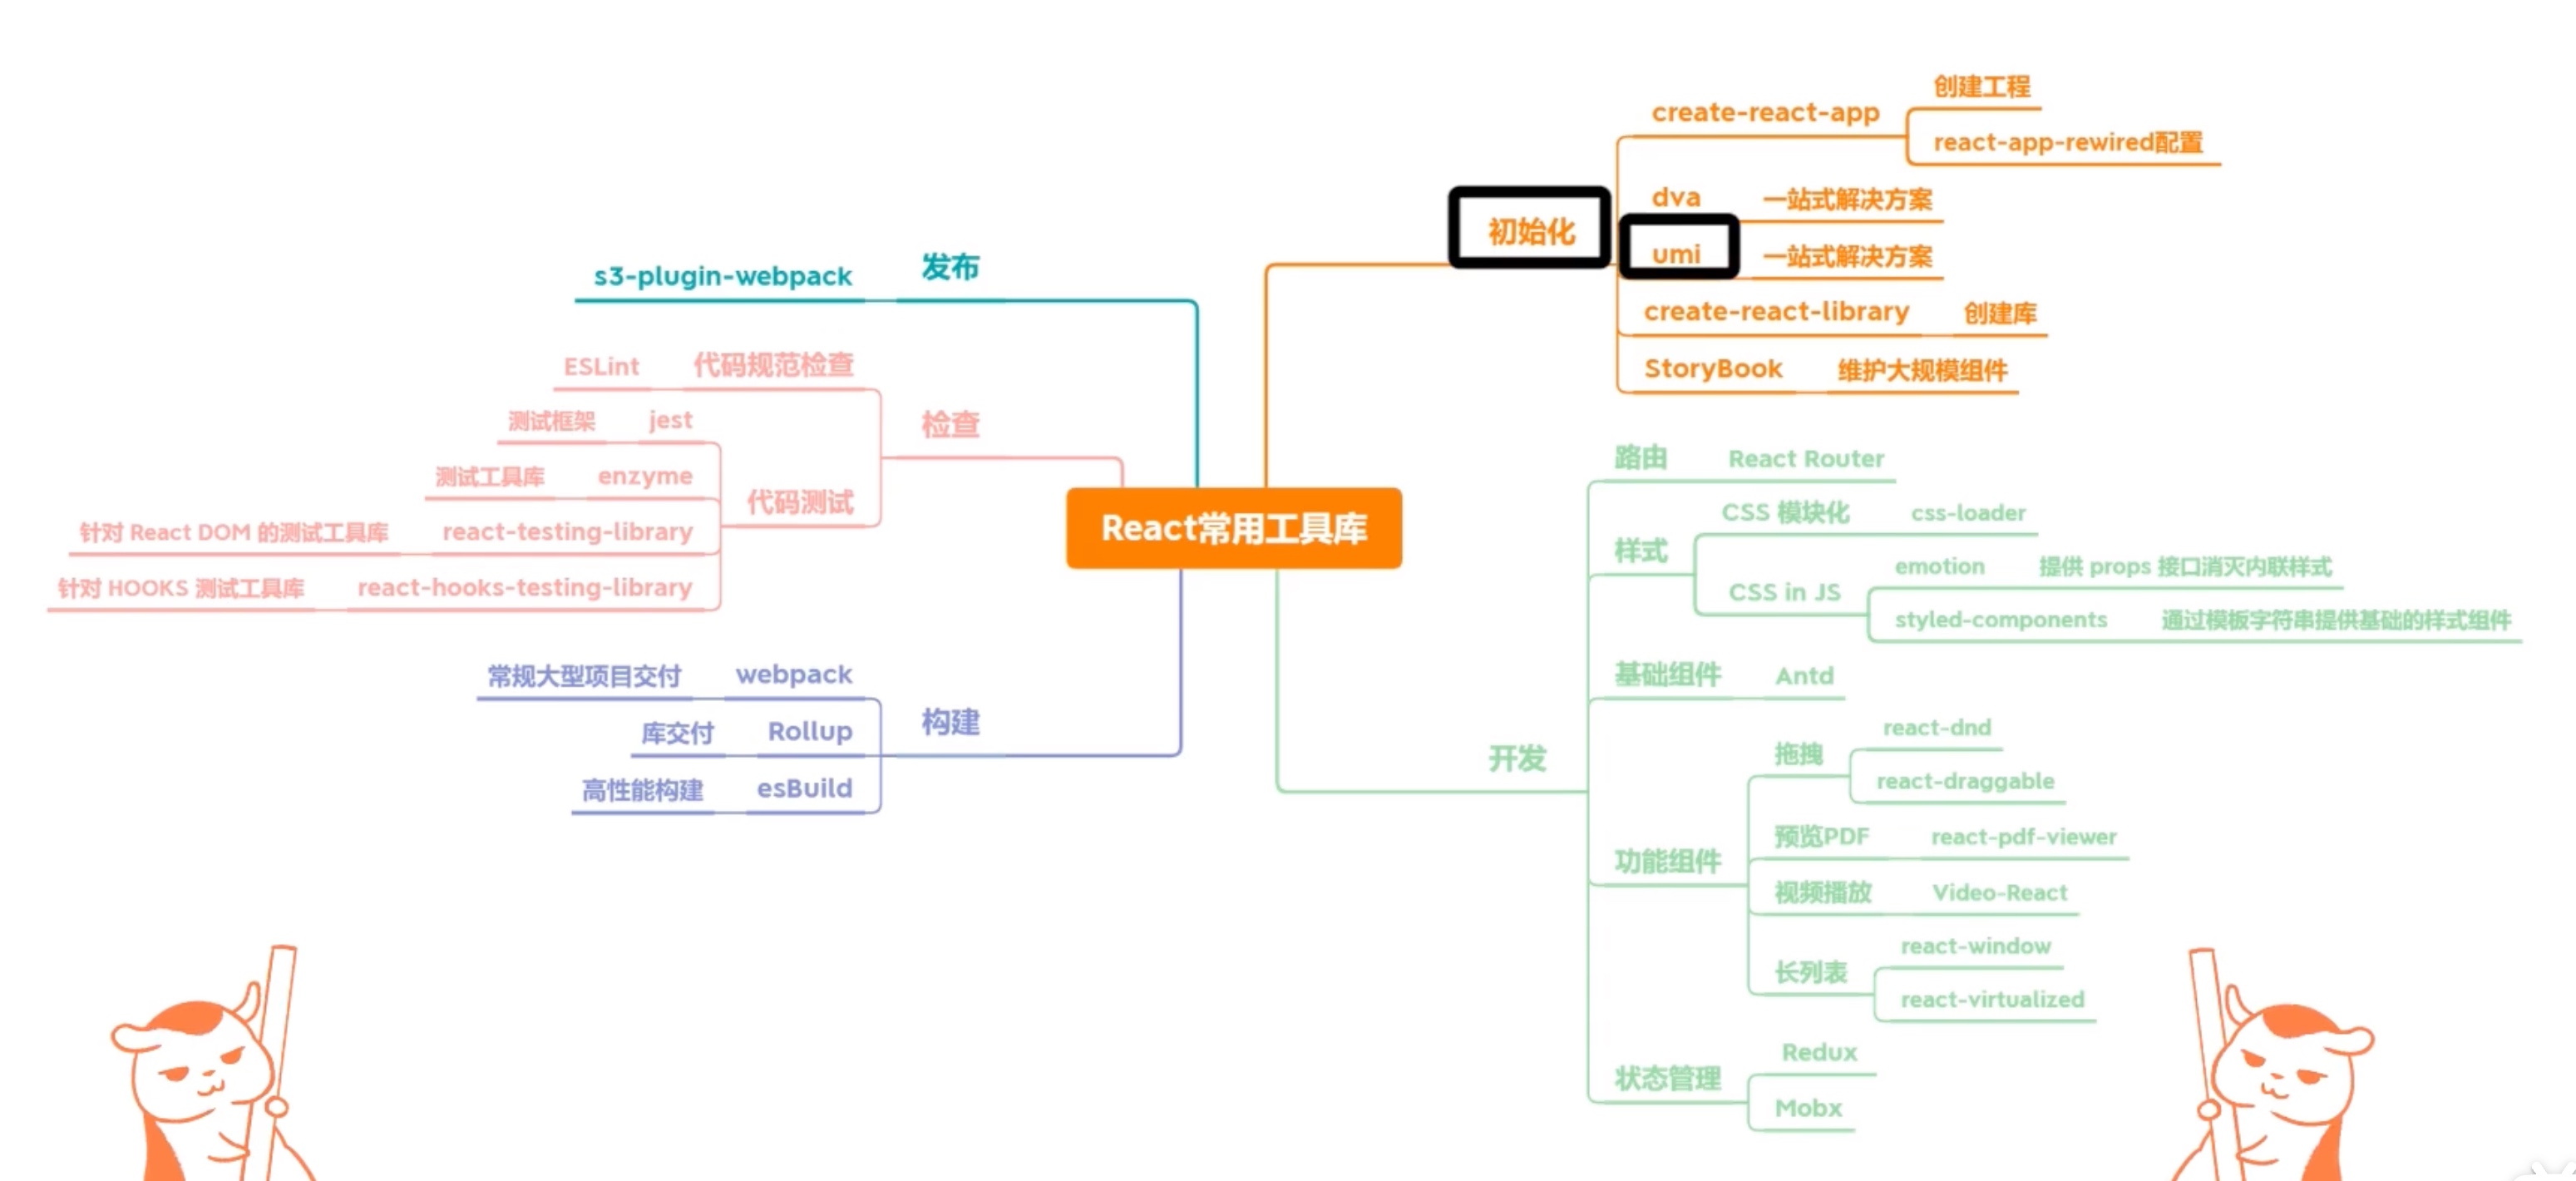 React常用工具库
初始化
create-react-app
创建工程
react-app-rewired配置
dva 一站式解决方案
umi 一站式解决方案
create-react-library 创建库
StoryBook 维护大规模组件
开发
路由 React Router
样式
CSS 模块化 css-loader
CSS in JS
emotion 提供 props 接口消灭内联样式
styled-components 通过模板字符串提供基础的样式组件
基础组件 Antd
功能组件
拖拽
react-dnd
react-draggable
预览PDF react-pdf-viewer
视频播放 Video-React
长列表
react-window
react-virtualized
状态管理
Redux
Mobx
发布
s3-plugin-webpack
检查
代码规范检查 ESLint
代码测试
jest 测试框架
enzyme 测试工具库
react-testing-library 针对 React DOM 的测试工具库
react-hooks-testing-library 针对 HOOKS 测试工具库
构建
webpack 常规大型项目交付
Rollup 库交付
esBuild 高性能构建